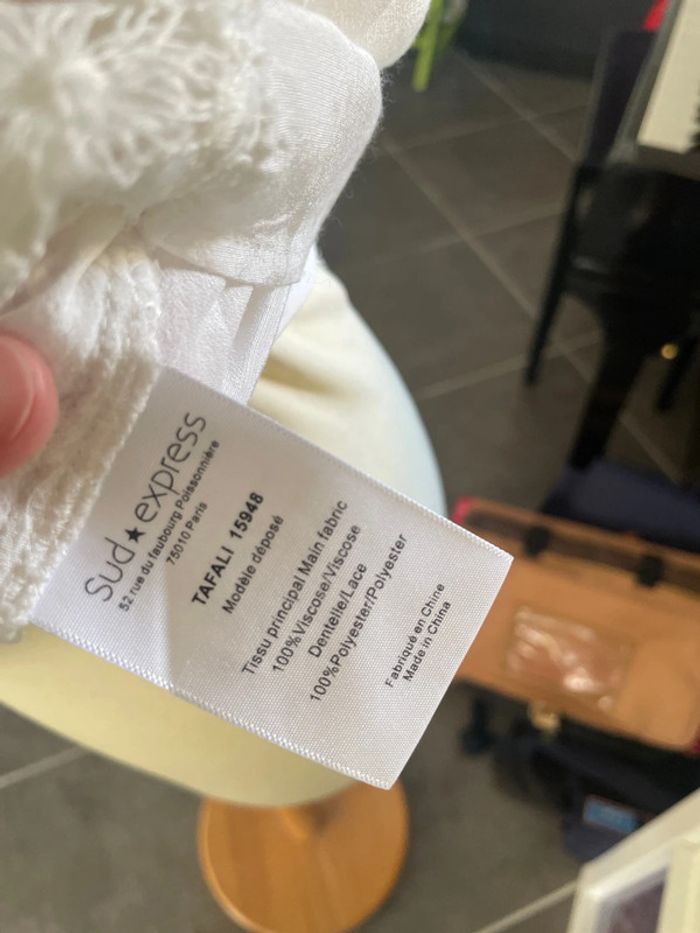 Sud★express
52 rue du faubourg Poissonnière
75010 Paris
TAFALI 15948
Modèle déposé
Tissu principal Main fabric
100%Viscose/Viscose
Dentelle/Lace
100%Polyester/Polyester
Fabriqué en Chine
Made in China